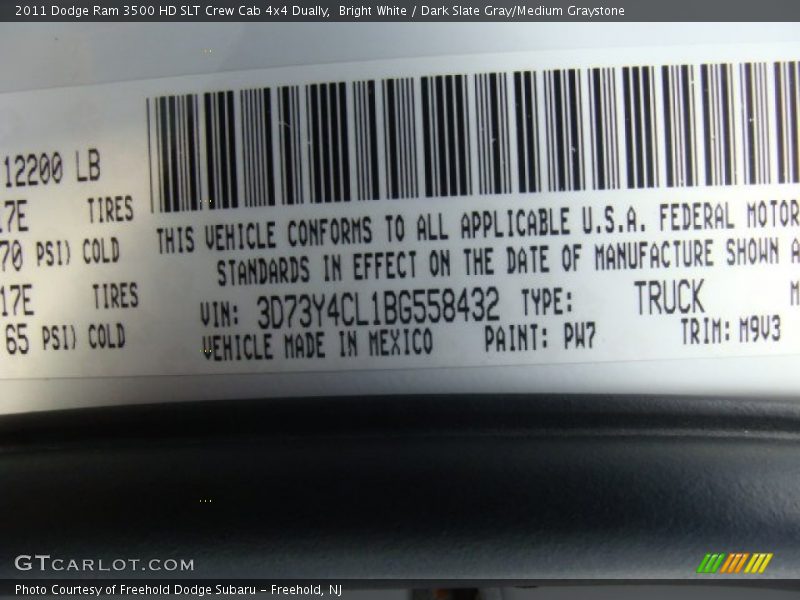 2011 Dodge Ram 3500 HD SLT Crew Cab 4x4 Dually, Bright White / Dark Slate Gray/Medium Graystone
12200 LB
17E TIRES
70 PSI) COLD
17E TIRES
65 PSI) COLD
THIS VEHICLE CONFORMS TO ALL APPLICABLE U.S.A. FEDERAL MOTOR
STANDARDS IN EFFECT ON THE DATE OF MANUFACTURE SHOWN A
VIN: 3D73Y4CL1BG558432 TYPE: TRUCK
VEHICLE MADE IN MEXICO PAINT: PW7 TRIM: M9V3
GTCARLOT.COM
Photo Courtesy of Freehold Dodge Subaru - Freehold, NJ